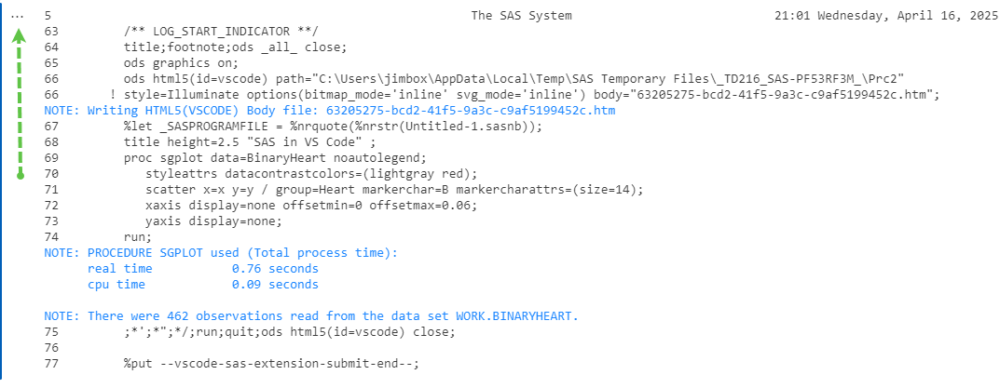 ... 5 The SAS System 21:01 Wednesday, April 16, 2025
63 /** LOG_START_INDICATOR **/
64 title;footnote;ods _all_ close;
65 ods graphics on;
66 ods html5(id=vscode) path="C:\Users\jimbox\AppData\Local\Temp\SAS Temporary Files\_TD216_SAS-PF53RF3M_\Prc2"
66 ! style=Illuminate options(bitmap_mode='inline' svg_mode='inline') body="63205275-bcd2-41f5-9a3c-c9af5199452c.htm";
NOTE: Writing HTML5(VSCODE) Body file: 63205275-bcd2-41f5-9a3c-c9af5199452c.htm
67 %let _SASPROGRAMFILE = %nrquote(%nrstr(Untitled-1.sasnb));
68 title height=2.5 "SAS in VS Code" ;
69 proc sgplot data=BinaryHeart noautolegend;
70 styleattrs datacontrastcolors=(lightgray red);
71 scatter x=x y=y / group=Heart markerchar=B markercharattrs=(size=14);
72 xaxis display=none offsetmin=0 offsetmax=0.06;
73 yaxis display=none;
74 run;
NOTE: PROCEDURE SGPLOT used (Total process time):
real time 0.76 seconds
cpu time 0.09 seconds
NOTE: There were 462 observations read from the data set WORK.BINARYHEART.
75 ;*';*";*/;run;quit;ods html5(id=vscode) close;
76
77 %put --vscode-sas-extension-submit-end--;